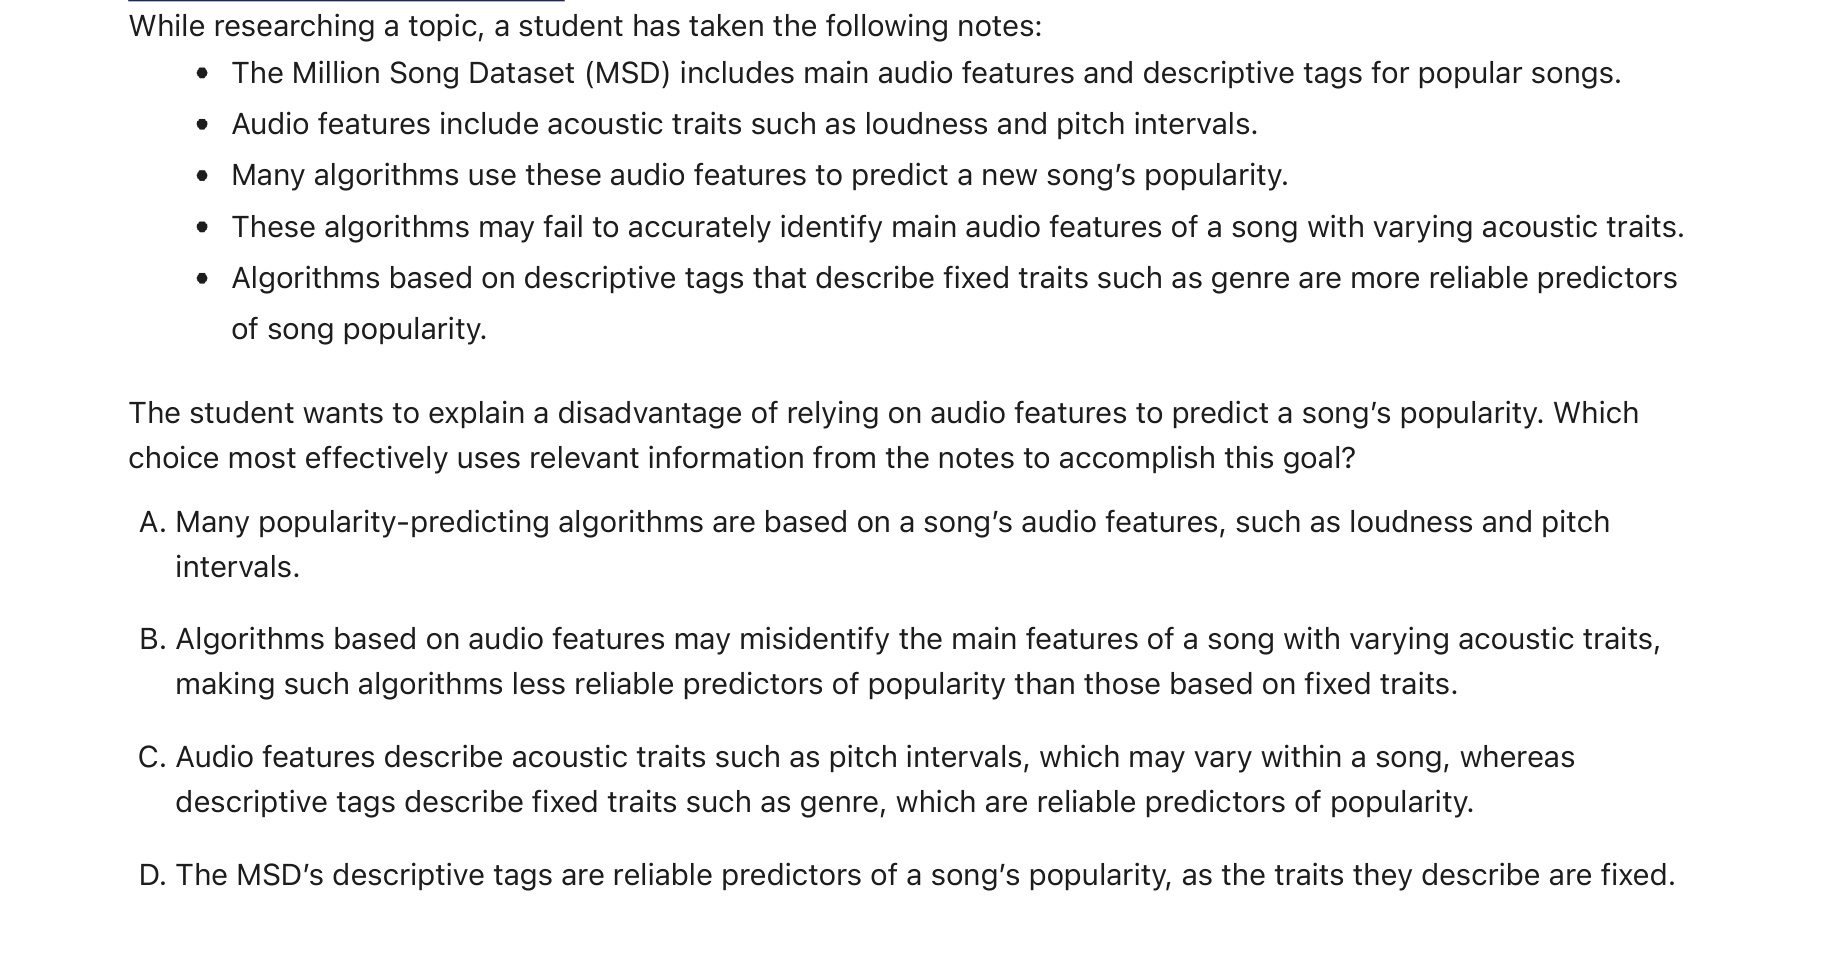 While researching a topic, a student has taken the following notes:
• The Million Song Dataset (MSD) includes main audio features and descriptive tags for popular songs.
• Audio features include acoustic traits such as loudness and pitch intervals.
• Many algorithms use these audio features to predict a new song’s popularity.
• These algorithms may fail to accurately identify main audio features of a song with varying acoustic traits.
• Algorithms based on descriptive tags that describe fixed traits such as genre are more reliable predictors
of song popularity.
The student wants to explain a disadvantage of relying on audio features to predict a song’s popularity. Which
choice most effectively uses relevant information from the notes to accomplish this goal?
A. Many popularity-predicting algorithms are based on a song’s audio features, such as loudness and pitch
intervals.
B. Algorithms based on audio features may misidentify the main features of a song with varying acoustic traits,
making such algorithms less reliable predictors of popularity than those based on fixed traits.
C. Audio features describe acoustic traits such as pitch intervals, which may vary within a song, whereas
descriptive tags describe fixed traits such as genre, which are reliable predictors of popularity.
D. The MSD’s descriptive tags are reliable predictors of a song’s popularity, as the traits they describe are fixed.